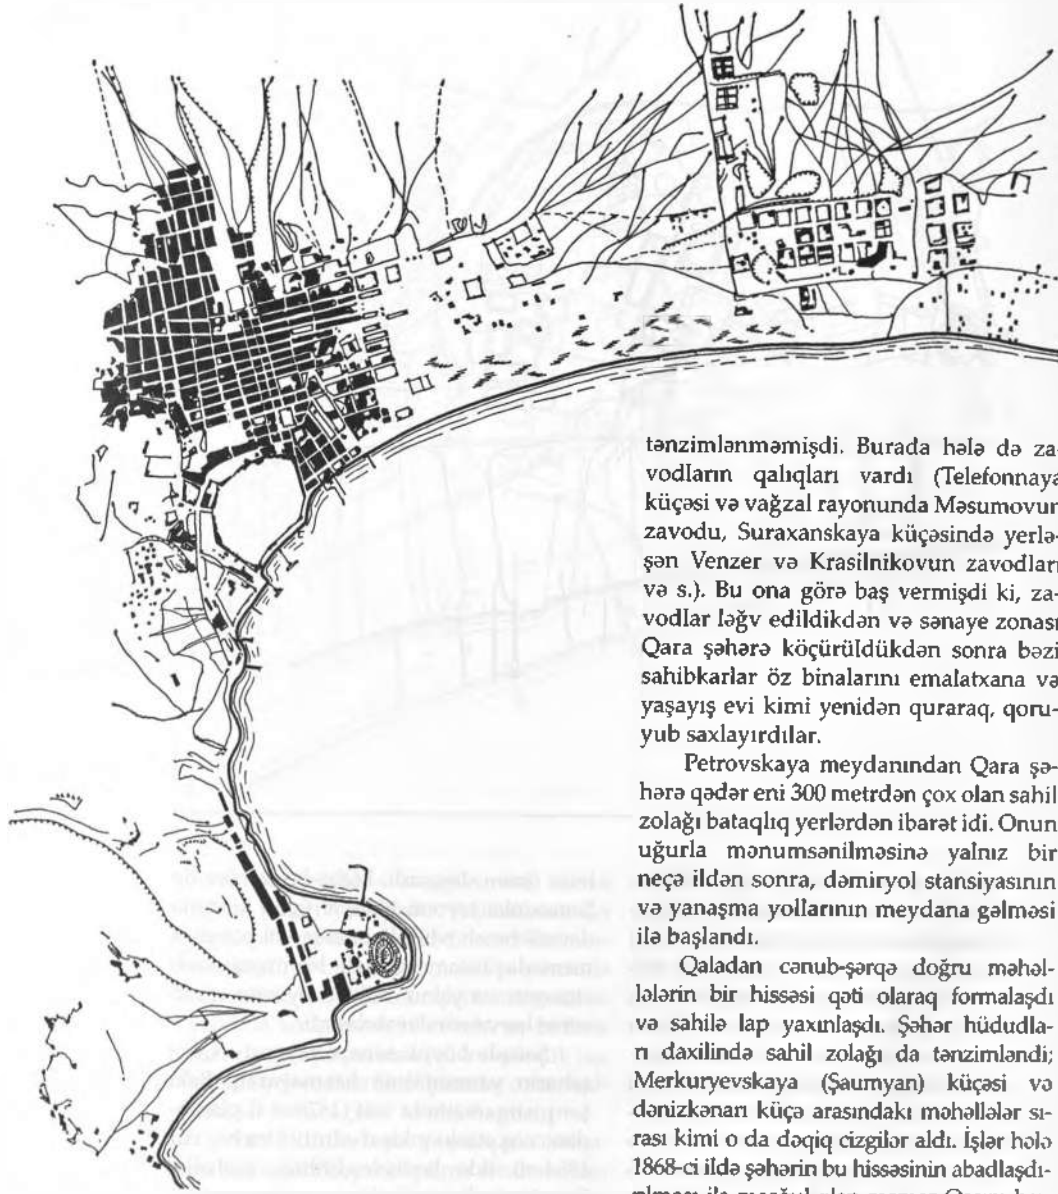 tənzimlənməmişdi. Burada hələ də za-
vodların qalıqları vardı (Telefonnaya
küçəsi və vağzal rayonunda Məsumovun
zavodu, Suraxanskaya küçəsində yerlə-
şən Venzer və Krasilnikovun zavodları
və s.). Bu ona görə baş vermişdi ki, za-
vodlar ləğv edildikdən və sənaye zonası
Qara şəhərə köçürüldükdən sonra bəzi
sahibkarlar öz binalarını emalatxana və
yaşayış evi kimi yenidən quraraq, qoru-
yub saxlayırdılar.
Petrovskaya meydanından Qara şə-
hərə qədər eni 300 metrdən çox olan sahil
zolağı bataqlıq yerlərdən ibarət idi. Onun
uğurla mənumsənilməsinə yalnız bir
neçə ildən sonra, dəmiryol stansiyasının
və yanaşma yollarının meydana gəlməsi
ilə başlandı.
Qaladan cənub-şərqə doğru məhəl-
lələrin bir hissəsi qəti olaraq formalaşdı
və sahilə lap yaxınlaşdı. Şəhər hüdudla-
rı daxilində sahil zolağı da tənzimləndi;
Merkuryevskaya (Şaumyan) küçəsi və
dənizkənarı küçə arasındakı məhəllələr sı-
rası kimi o da dəqiq cizgilər aldı. İşlər hələ
1868-ci ildə şəhərin bu hissəsinin abadlaşdı-